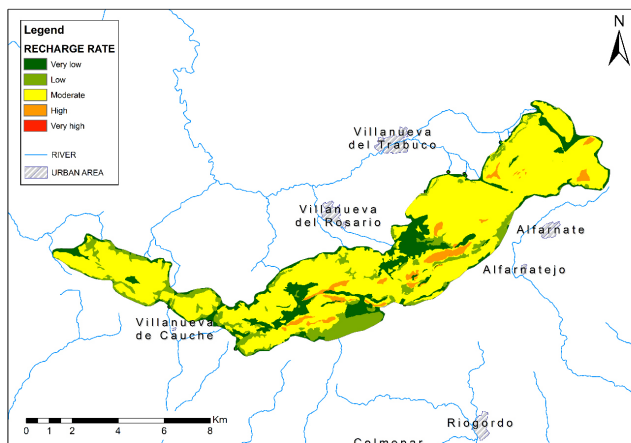 Legend
RECHARGE RATE
Very low
Low
Moderate
High
Very high
RIVER
URBAN AREA
N
Villanueva
del Trabuco
Villanueva
del Rosario
Alfarnate
Alfarnatejo
Villanueva
de Cauche
Riogordo
Colmenar
Km
0 2 4 6 8